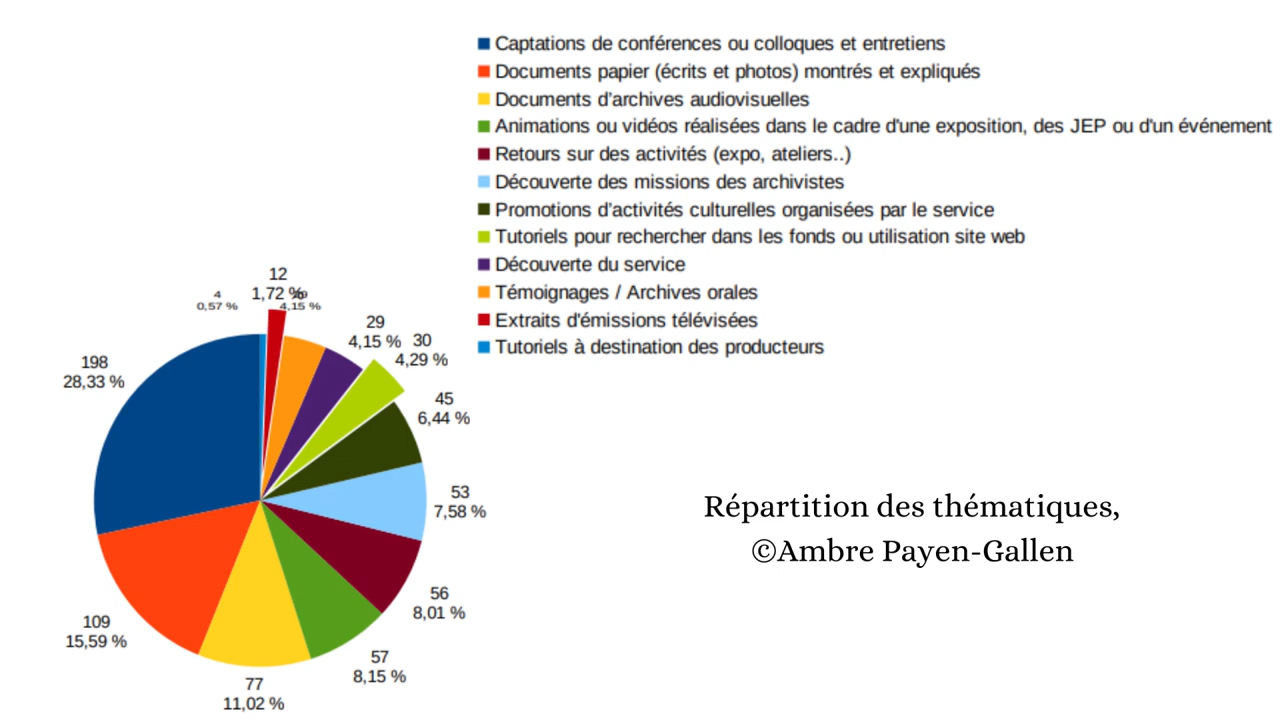 Captations de conférences ou colloques et entretiens
Documents papier (écrits et photos) montrés et expliqués
Documents d'archives audiovisuelles
Animations ou vidéos réalisées dans le cadre d'une exposition, des JEP ou d'un événement
Retours sur des activités (expo, ateliers..)
Découverte des missions des archivistes
Promotions d'activités culturelles organisées par le service
Tutoriels pour rechercher dans les fonds ou utilisation site web
Découverte du service
Témoignages / Archives orales
Extraits d'émissions télévisées
Tutoriels à destination des producteurs
12
1,72 %
4
0,57 %
4,15 %
29
4,15 %
30
4,29 %
45
6,44 %
53
7,58 %
56
8,01 %
57
8,15 %
77
11,02 %
109
15,59 %
198
28,33 %
Répartition des thématiques,
©Ambre Payen-Gallen